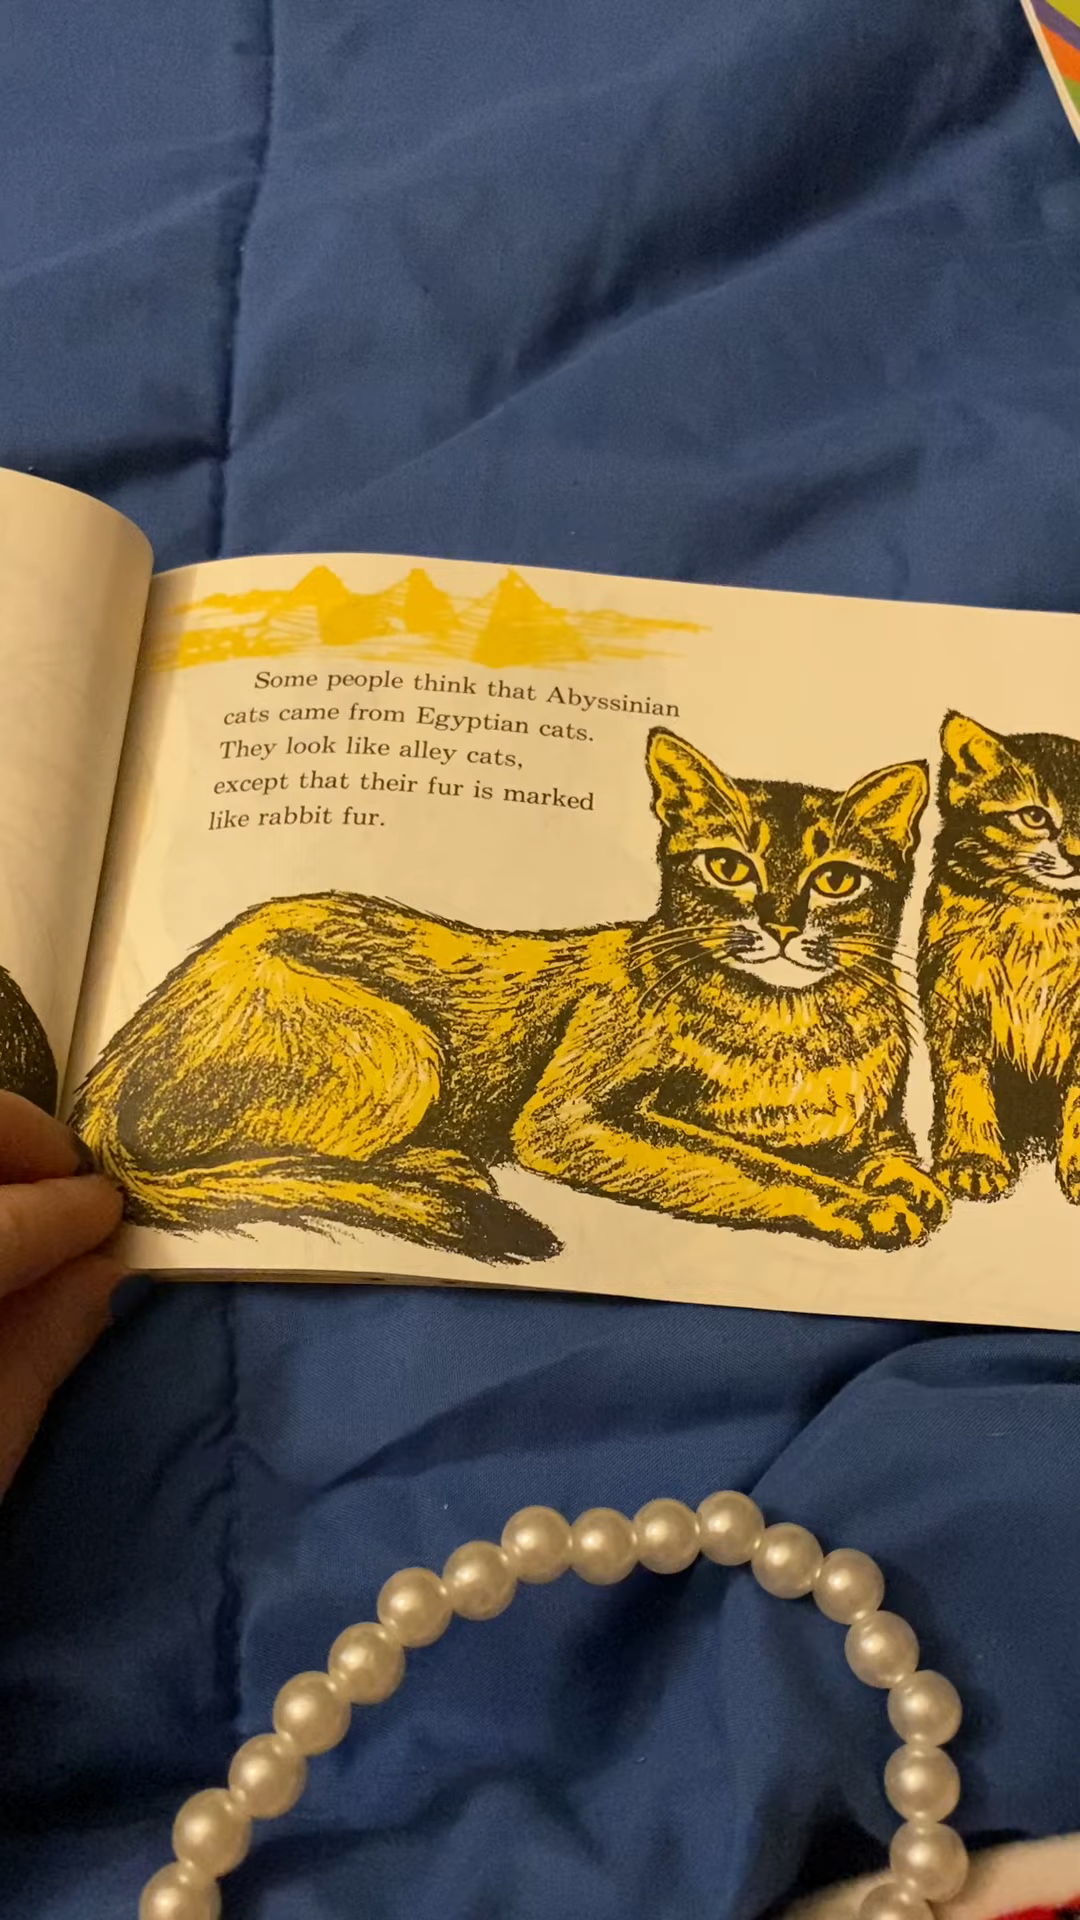 Some people think that Abyssinian
cats came from Egyptian cats.
They look like alley cats,
except that their fur is marked
like rabbit fur.